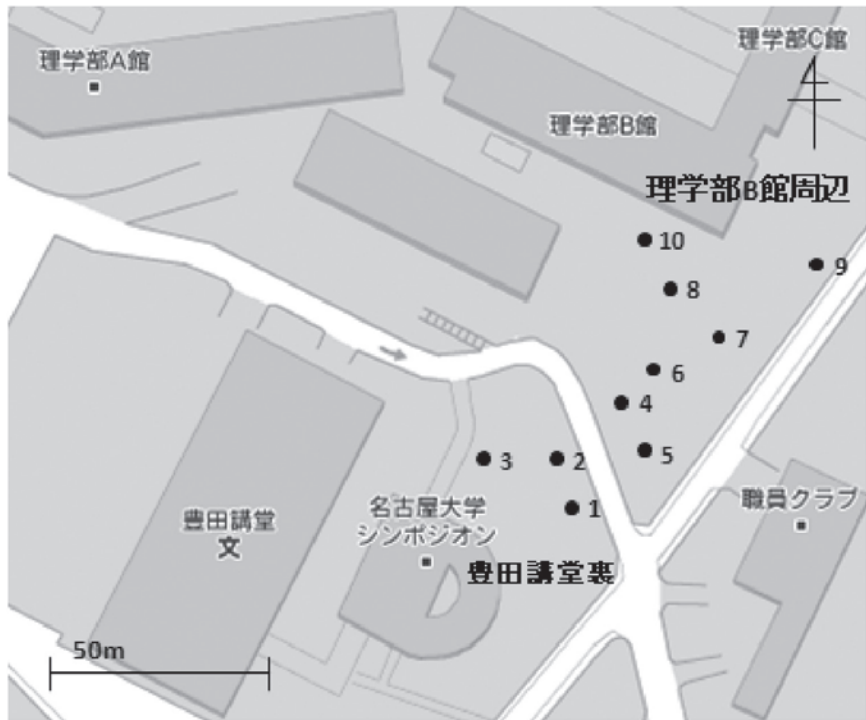 理学部A館
理学部C館
理学部B館
理学部B館周辺
10
9
8
7
6
4
5
3
2
1
名古屋大学
シンポジオン
豊田講堂
文
職員クラブ
豊田講堂裏
50m